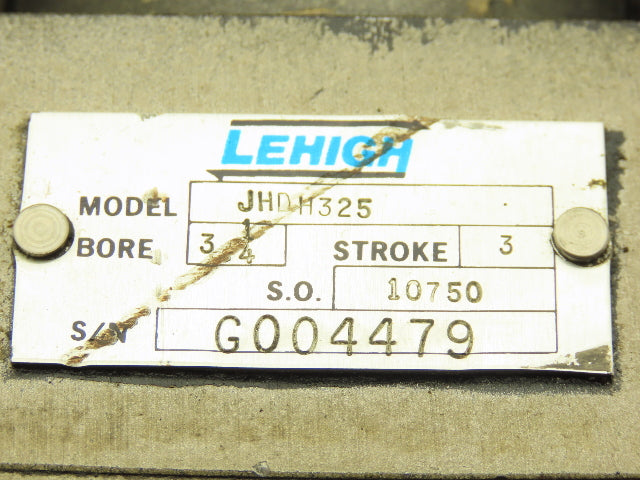 LEHIGH
MODEL JHDH325
BORE 3 1/4 STROKE 3
S.O. 10750
S/N G004479